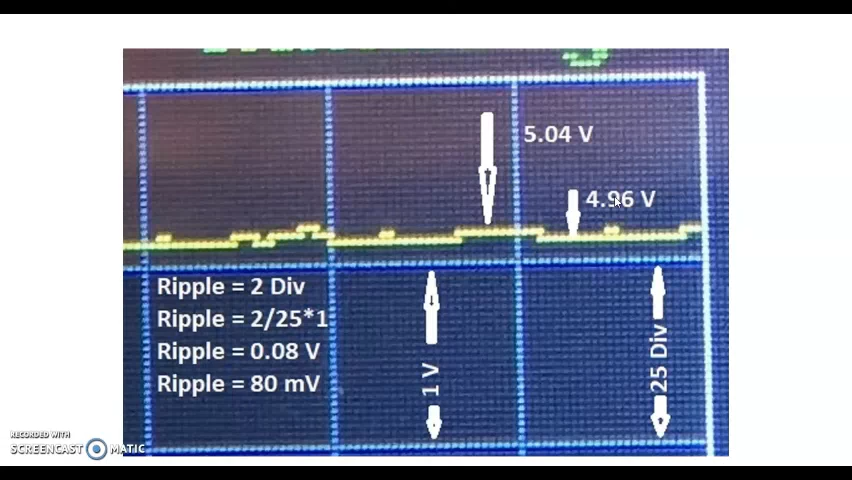 5.04 V
4.96 V
Ripple = 2 Div
Ripple = 2/25*1
Ripple = 0.08 V
Ripple = 80 mV
1 V
25 Div
RECORDED WITH
SCREENCAST MATIC